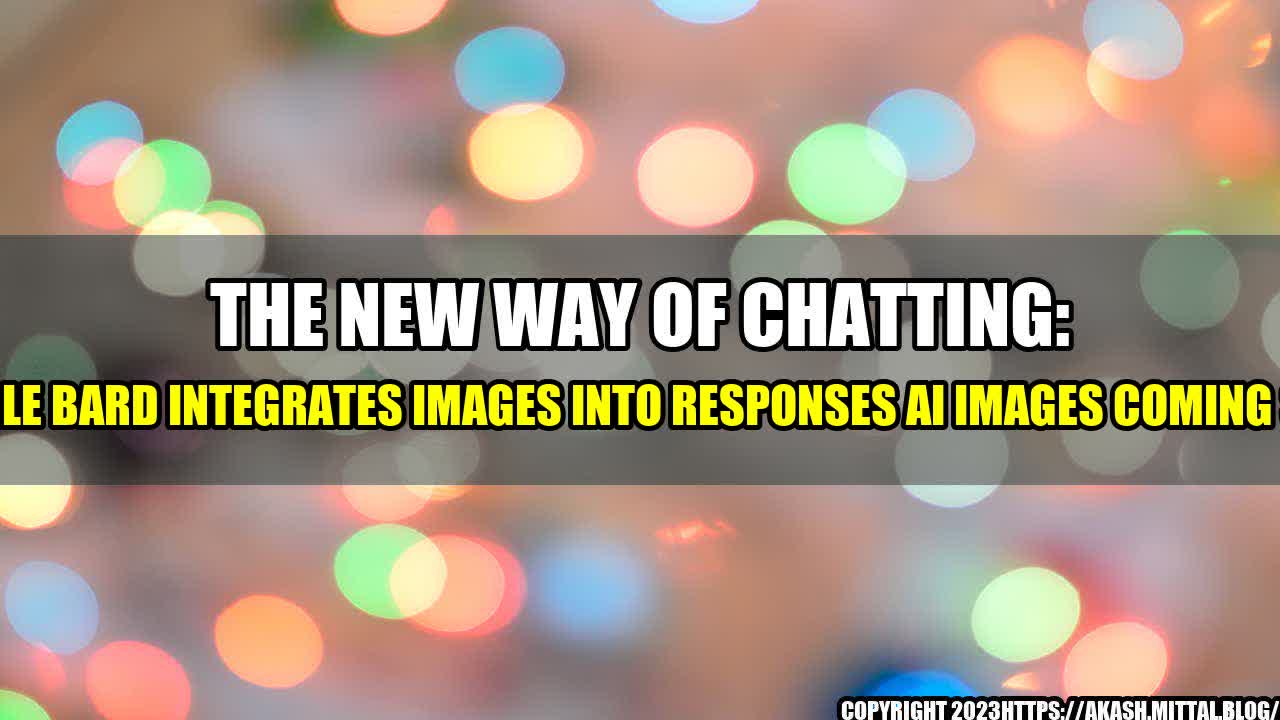 THE NEW WAY OF CHATTING:
LE BARD INTEGRATES IMAGES INTO RESPONSES AI IMAGES COMING
COPYRIGHT 2023HTTPS://AKASH.MITTAL.BLOG/